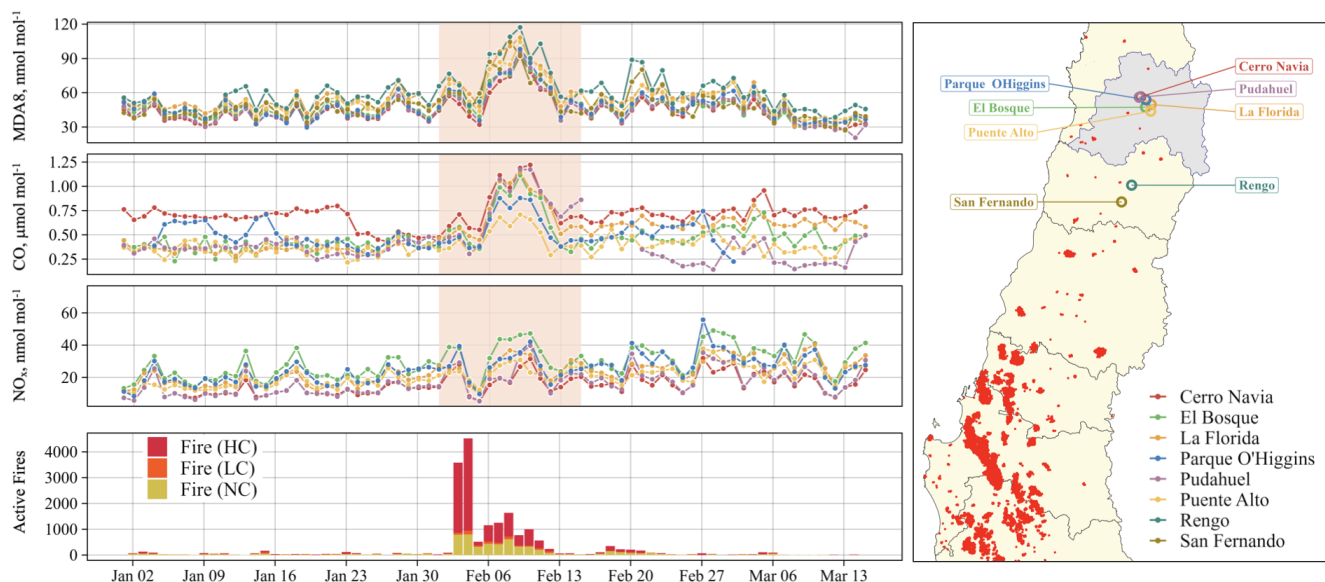 MDA8, nmol mol⁻¹
120
90
60
30
CO, μmol mol⁻¹
1.25
1.00
0.75
0.50
0.25
NOₓ, nmol mol⁻¹
60
40
20
Active Fires
4000
3000
2000
1000
0
Fire (HC)
Fire (LC)
Fire (NC)
Jan 02 Jan 09 Jan 16 Jan 23 Jan 30 Feb 06 Feb 13 Feb 20 Feb 27 Mar 06 Mar 13
Cerro Navia
Parque OHiggins
Pudahuel
El Bosque
La Florida
Puente Alto
Rengo
San Fernando
Cerro Navia
El Bosque
La Florida
Parque O'Higgins
Pudahuel
Puente Alto
Rengo
San Fernando